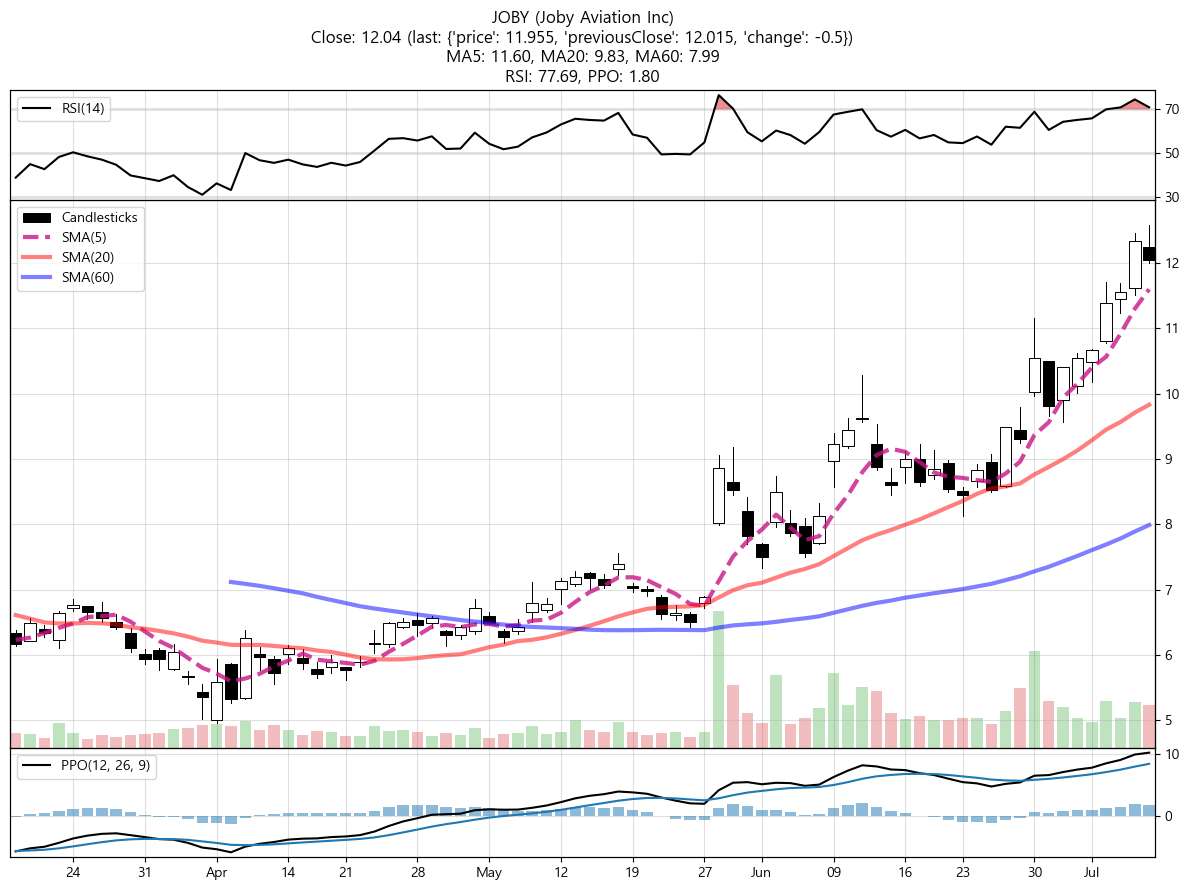 JOBY (Joby Aviation Inc)
Close: 12.04 (last: {'price': 11.955, 'previousClose': 12.015, 'change': -0.5})
MA5: 11.60, MA20: 9.83, MA60: 7.99
RSI: 77.69, PPO: 1.80
RSI(14)
70
50
30
Candlesticks
SMA(5)
SMA(20)
SMA(60)
12
11
10
9
8
7
6
5
PPO(12, 26, 9)
10
0
24 31 Apr 14 21 28 May 12 19 27 Jun 09 16 23 30 Jul